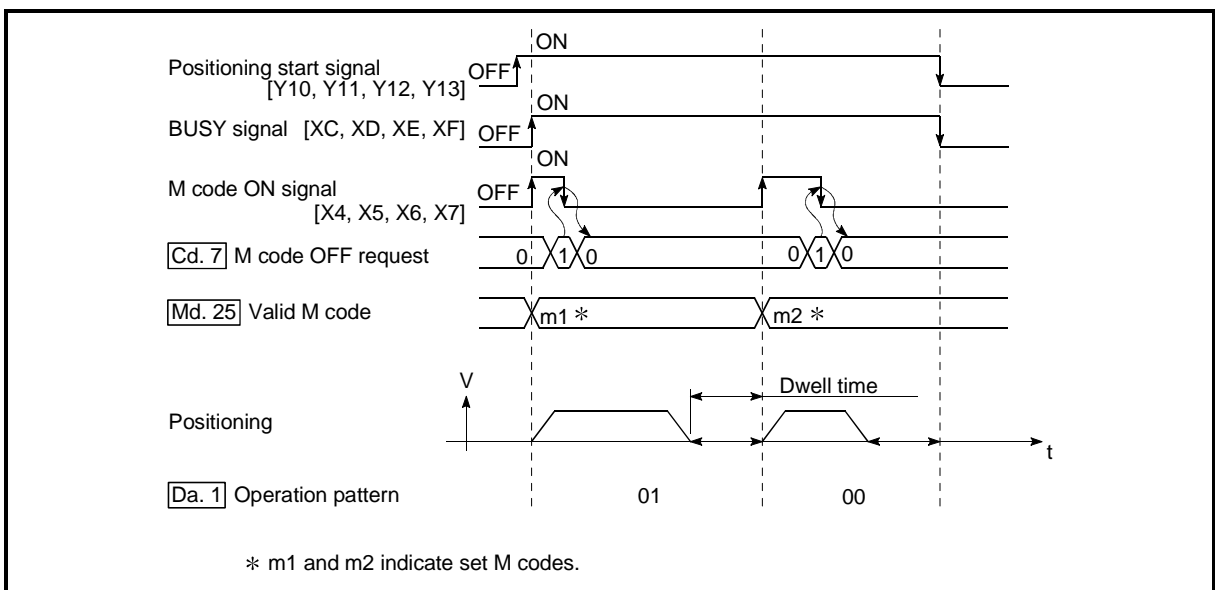 ON
Positioning start signal OFF
[Y10, Y11, Y12, Y13]
ON
BUSY signal [XC, XD, XE, XF] OFF
ON
M code ON signal OFF
[X4, X5, X6, X7]
Cd. 7 M code OFF request 0 1 0 0 1 0
Md. 25 Valid M code m1 * m2 *
V Dwell time
Positioning
t
Da. 1 Operation pattern 01 00
* m1 and m2 indicate set M codes.